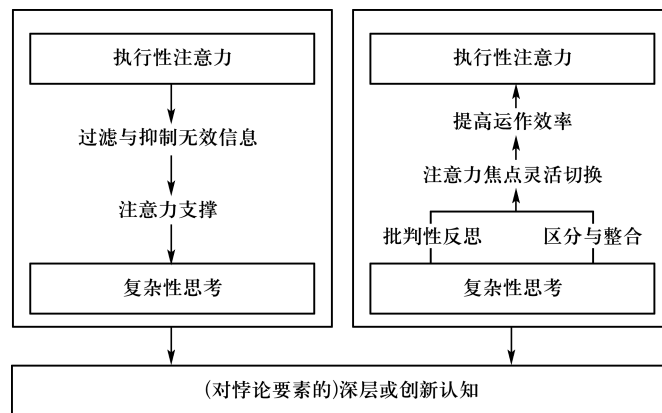 执行性注意力
过滤与抑制无效信息
注意力支撑
复杂性思考
执行性注意力
提高运作效率
注意力焦点灵活切换
批判性反思 区分与整合
复杂性思考
(对悖论要素的)深层或创新认知